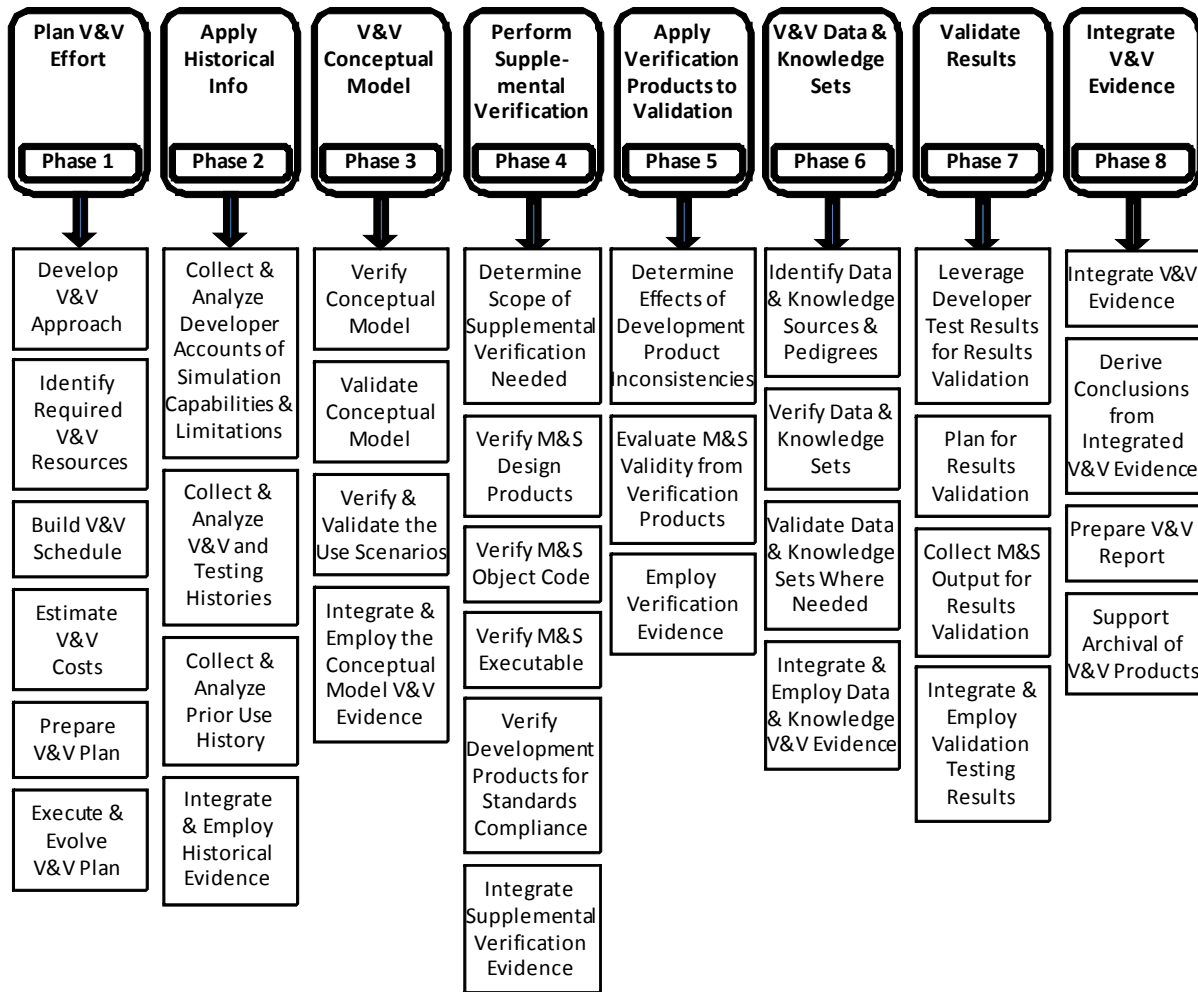 Plan V&V
Effort
Phase 1
Develop
V&V
Approach
Identify
Required
V&V
Resources
Build V&V
Schedule
Estimate
V&V
Costs
Prepare
V&V Plan
Execute &
Evolve
V&V Plan
Apply
Historical
Info
Phase 2
Collect &
Analyze
Developer
Accounts of
Simulation
Capabilities &
Limitations
Collect &
Analyze
V&V and
Testing
Histories
Collect &
Analyze
Prior Use
History
Integrate
& Employ
Historical
Evidence
V&V
Conceptual
Model
Phase 3
Verify
Conceptual
Model
Validate
Conceptual
Model
Verify &
Validate the
Use Scenarios
Integrate &
Employ the
Conceptual
Model V&V
Evidence
Perform
Supple-
mental
Verification
Phase 4
Determine
Scope of
Supplemental
Verification
Needed
Verify M&S
Design
Products
Verify M&S
Object Code
Verify M&S
Executable
Verify
Development
Products for
Standards
Compliance
Integrate
Supplemental
Verification
Evidence
Apply
Verification
Products to
Validation
Phase 5
Determine
Effects of
Development
Product
Inconsistencies
Evaluate M&S
Validity from
Verification
Products
Employ
Verification
Evidence
V&V Data &
Knowledge
Sets
Phase 6
Identify Data
& Knowledge
Sources &
Pedigrees
Verify Data &
Knowledge
Sets
Validate Data
& Knowledge
Sets Where
Needed
Integrate &
Employ Data
& Knowledge
V&V Evidence
Validate
Results
Phase 7
Leverage
Developer
Test Results
for Results
Validation
Plan for
Results
Validation
Collect M&S
Output for
Results
Validation
Integrate &
Employ
Validation
Testing
Results
Integrate
V&V
Evidence
Phase 8
Integrate V&V
Evidence
Derive
Conclusions
from
Integrated
V&V Evidence
Prepare V&V
Report
Support
Archival of
V&V Products